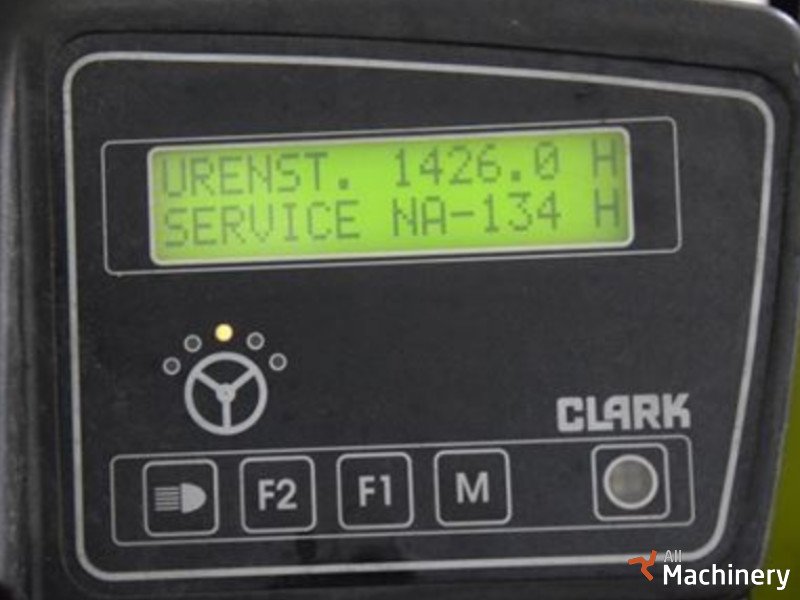 URENST. 1426.0 H
SERVICE NA-134 H
CLARK
F2 F1 M
All
Machinery